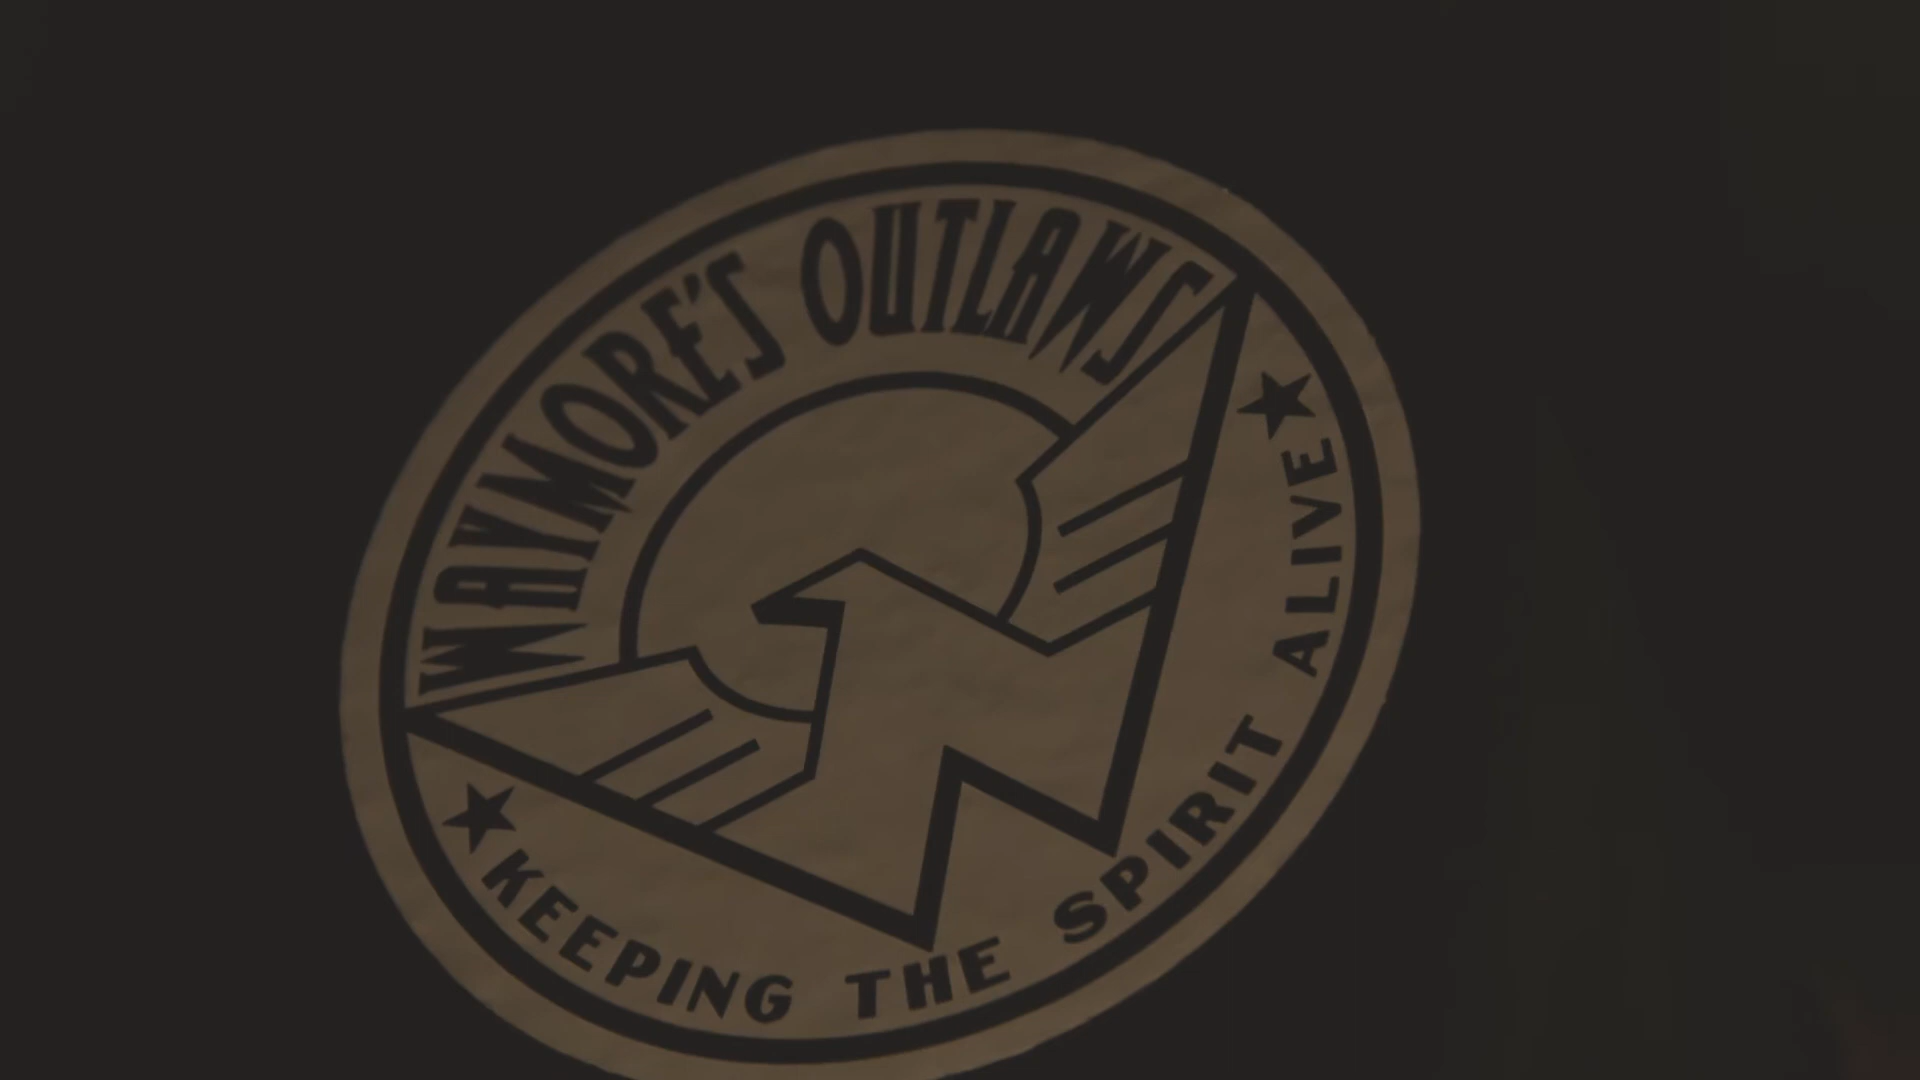 WAYMORE'S OUTLAWS
★ KEEPING THE SPIRIT ALIVE ★